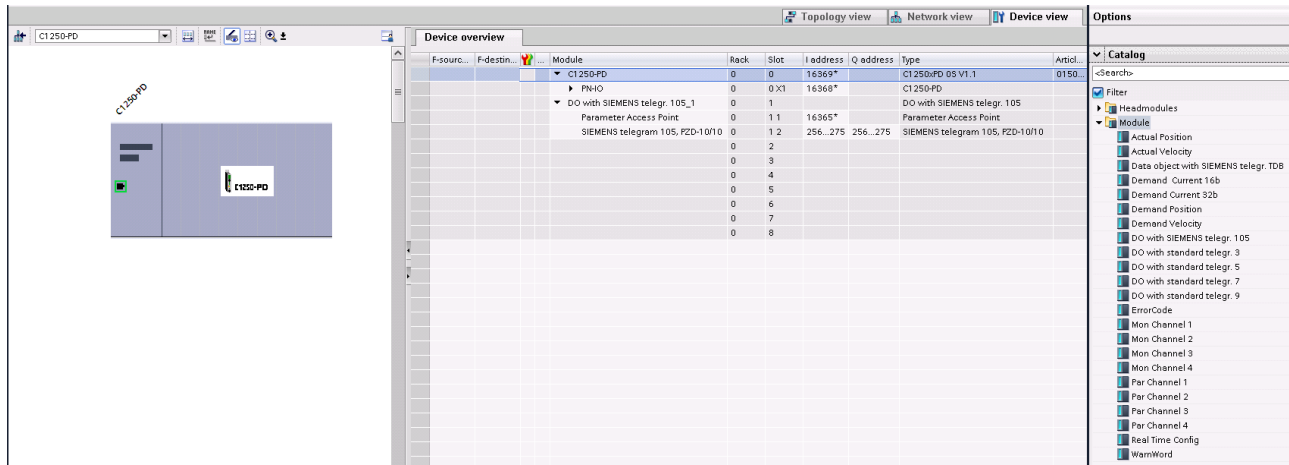 Topology view Network view Device view Options
C1250-PD
Device overview
Catalog
F-sourc... F-destin... ... Module Rack Slot I address Q address Type Articl...
<Search>
C1250-PD 0 0 16369* C1250xPD 0S V1.1 0150...
Filter
PN-IO 0 0 X1 16368* C1250-PD
Headmodules
DO with SIEMENS telegr. 105_1 0 1 DO with SIEMENS telegr. 105
Module
Parameter Access Point 0 1 1 16365* Parameter Access Point
Actual Position
SIEMENS telegram 105, PZD-10/10 0 1 2 256...275 256...275 SIEMENS telegram 105, PZD-10/10
Actual Velocity
0 2
Data object with SIEMENS telegr. TDB
0 3
Demand Current 16b
0 4
Demand Current 32b
0 5
Demand Position
0 6
Demand Velocity
0 7
DO with SIEMENS telegr. 105
0 8
DO with standard telegr. 3
DO with standard telegr. 5
DO with standard telegr. 7
DO with standard telegr. 9
ErrorCode
Mon Channel 1
Mon Channel 2
Mon Channel 3
Mon Channel 4
Par Channel 1
Par Channel 2
Par Channel 3
Par Channel 4
Real Time Config
WarnWord
C1250-PD
C1250-PD